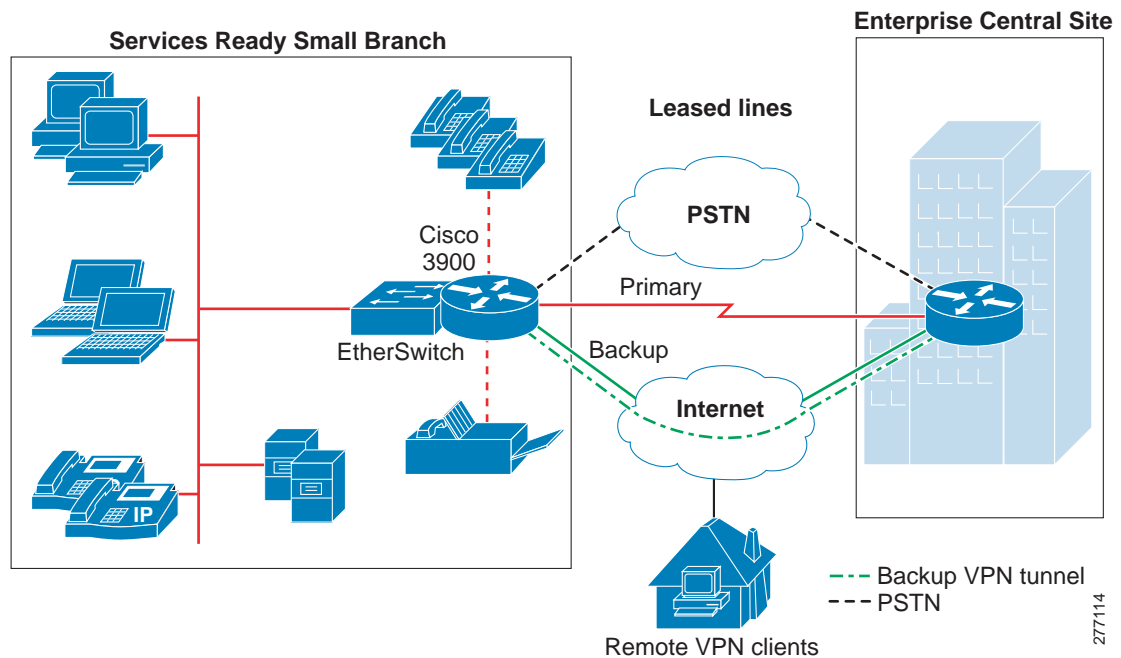 Enterprise Central Site
Services Ready Small Branch
Leased lines
PSTN
Cisco
3900
Primary
EtherSwitch
Backup
Internet
IP
Backup VPN tunnel
PSTN
Remote VPN clients
277114